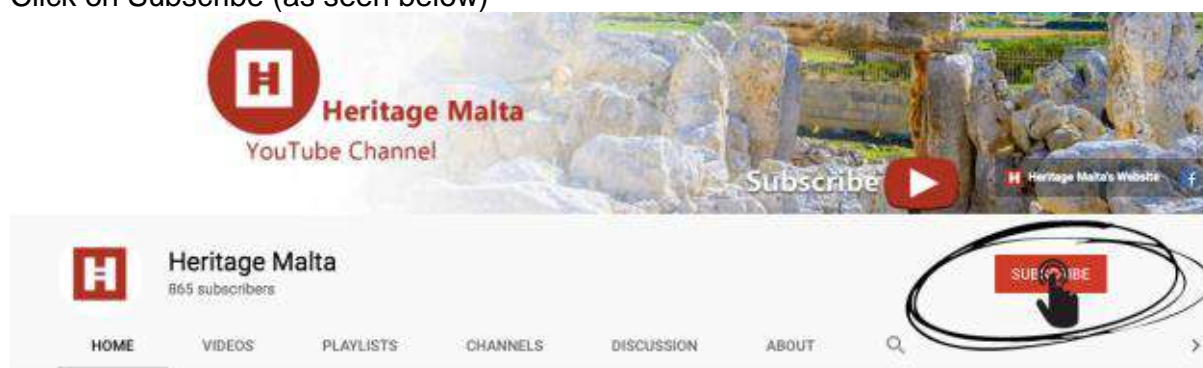 Click on Subscribe (as seen below)
H
Heritage Malta
YouTube Channel
Subscribe
H Heritage Malta's Website f
H
Heritage Malta
865 subscribers
SUBSCRIBE
HOME VIDEOS PLAYLISTS CHANNELS DISCUSSION ABOUT